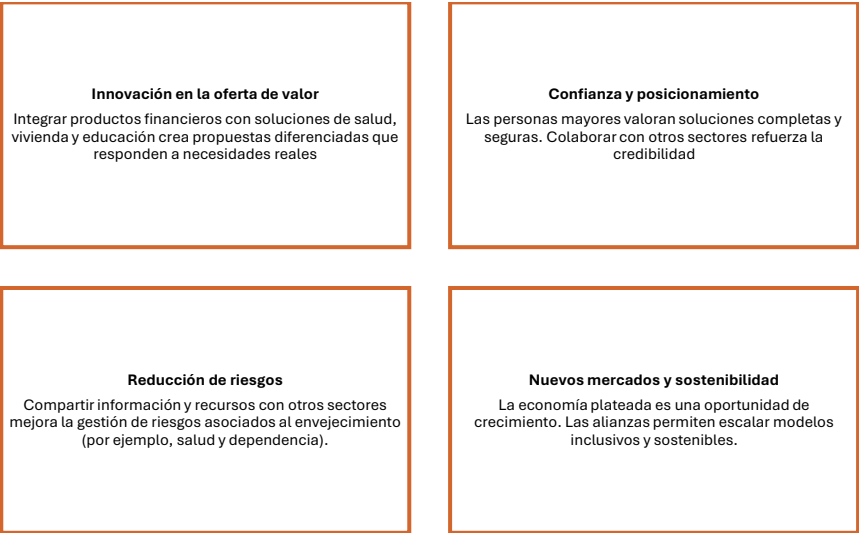 Innovación en la oferta de valor
Integrar productos financieros con soluciones de salud,
vivienda y educación crea propuestas diferenciadas que
responden a necesidades reales
Confianza y posicionamiento
Las personas mayores valoran soluciones completas y
seguras. Colaborar con otros sectores refuerza la
credibilidad
Reducción de riesgos
Compartir información y recursos con otros sectores
mejora la gestión de riesgos asociados al envejecimiento
(por ejemplo, salud y dependencia).
Nuevos mercados y sostenibilidad
La economía plateada es una oportunidad de
crecimiento. Las alianzas permiten escalar modelos
inclusivos y sostenibles.